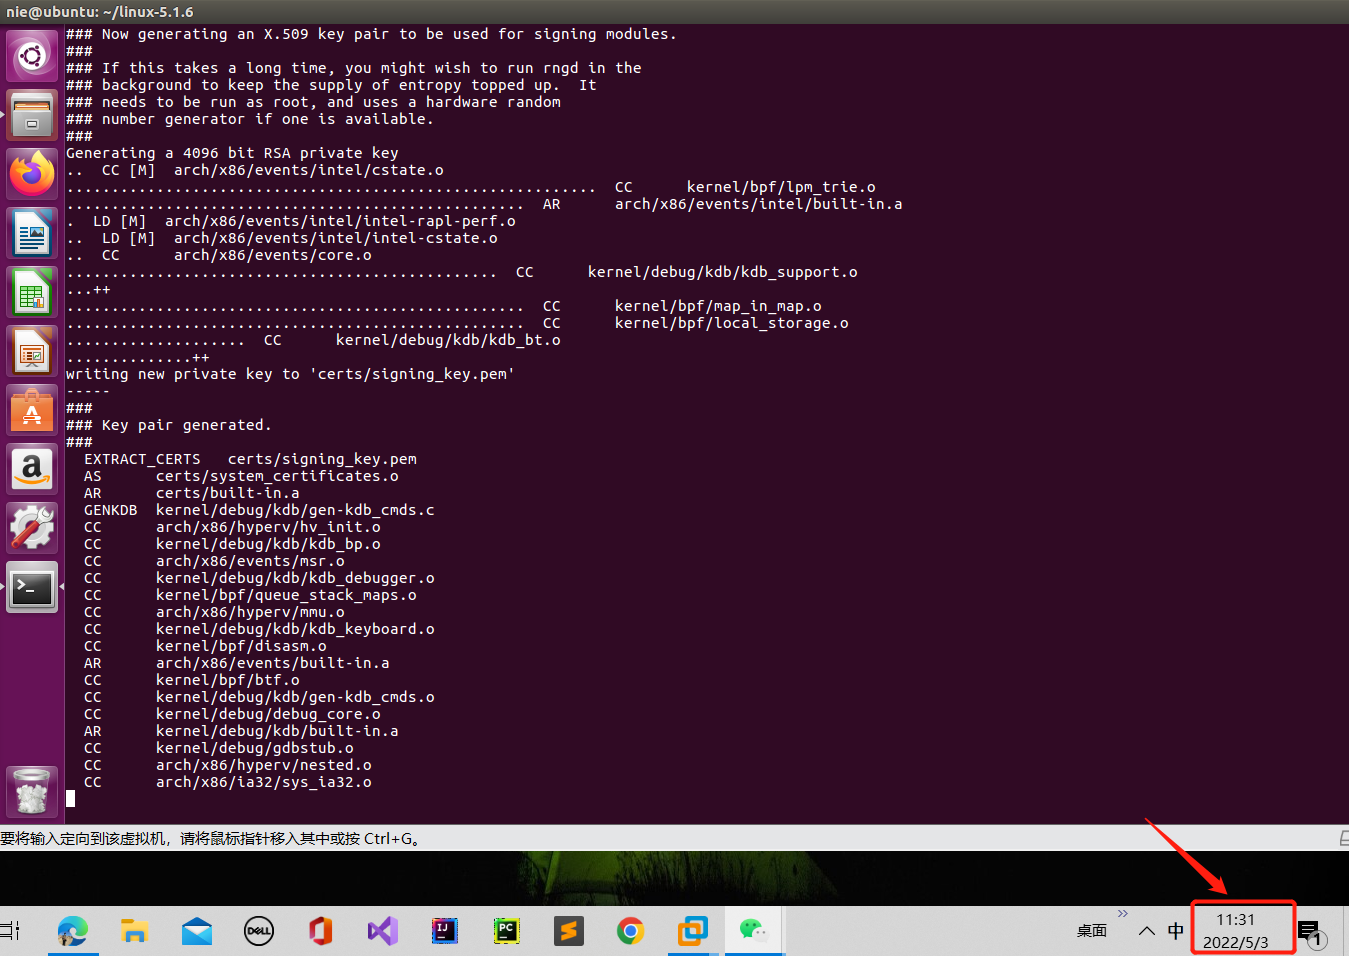 nie@ubuntu: ~/linux-5.1.6
### Now generating an X.509 key pair to be used for signing modules.
###
### If this takes a long time, you might wish to run rngd in the
### background to keep the supply of entropy topped up.  It
### needs to be run as root, and uses a hardware random
### number generator if one is available.
###
Generating a 4096 bit RSA private key
..  CC [M]  arch/x86/events/intel/cstate.o
...........................................................  CC      kernel/bpf/lpm_trie.o
...................................................  AR      arch/x86/events/intel/built-in.a
.  LD [M]  arch/x86/events/intel/intel-rapl-perf.o
..  LD [M]  arch/x86/events/intel/intel-cstate.o
..  CC      arch/x86/events/core.o
................................................  CC      kernel/debug/kdb/kdb_support.o
...++
...................................................  CC      kernel/bpf/map_in_map.o
...................................................  CC      kernel/bpf/local_storage.o
....................  CC      kernel/debug/kdb/kdb_bt.o
..............++
writing new private key to 'certs/signing_key.pem'
-----
###
### Key pair generated.
###
  EXTRACT_CERTS   certs/signing_key.pem
  AS      certs/system_certificates.o
  AR      certs/built-in.a
  GENKDB  kernel/debug/kdb/gen-kdb_cmds.c
  CC      arch/x86/hyperv/hv_init.o
  CC      kernel/debug/kdb/kdb_bp.o
  CC      arch/x86/events/msr.o
  CC      kernel/debug/kdb/kdb_debugger.o
  CC      kernel/bpf/queue_stack_maps.o
  CC      arch/x86/hyperv/mmu.o
  CC      kernel/debug/kdb/kdb_keyboard.o
  CC      kernel/bpf/disasm.o
  AR      arch/x86/events/built-in.a
  CC      kernel/bpf/btf.o
  CC      kernel/debug/kdb/gen-kdb_cmds.o
  CC      kernel/debug/debug_core.o
  AR      kernel/debug/kdb/built-in.a
  CC      kernel/debug/gdbstub.o
  CC      arch/x86/hyperv/nested.o
  CC      arch/x86/ia32/sys_ia32.o
要将输入定向到该虚拟机，请将鼠标指针移入其中或按 Ctrl+G。
DELL
IJ
PC
桌面
中
11:31
2022/5/3
1